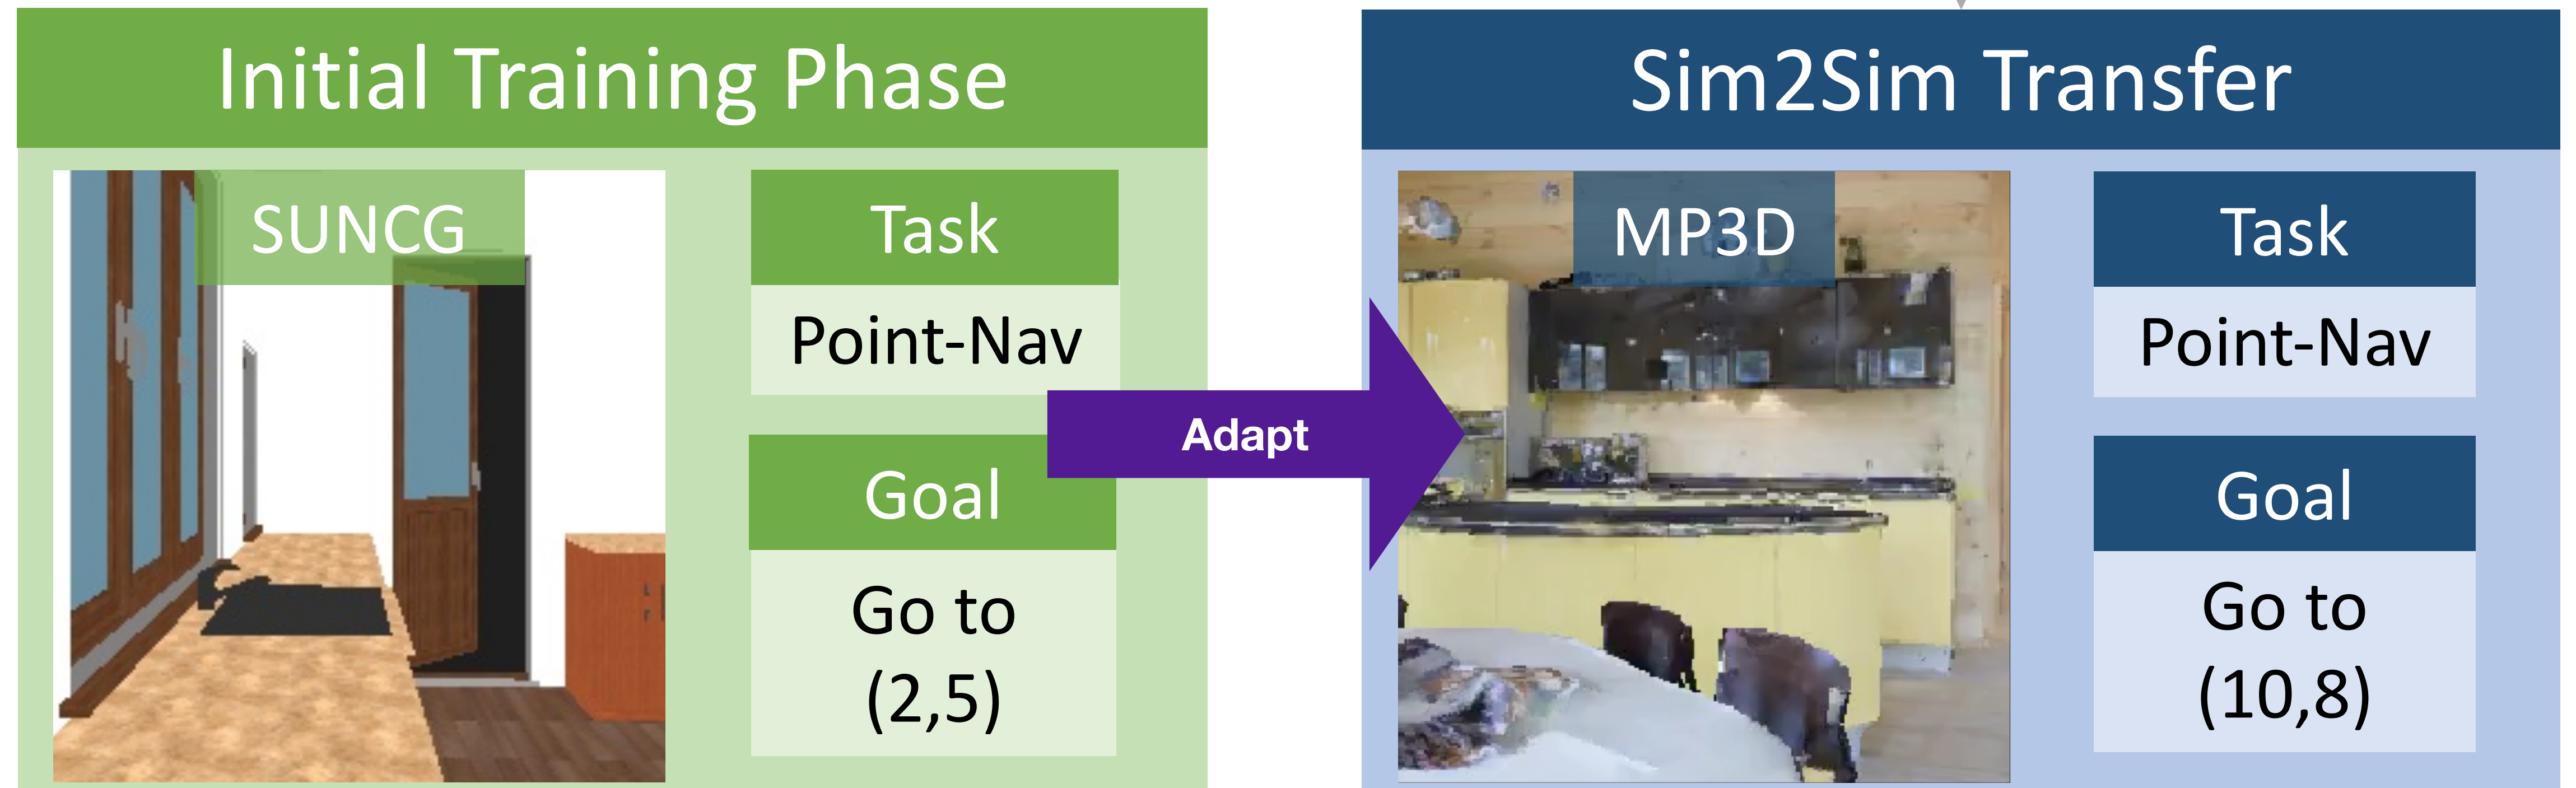 Initial Training Phase
SUNCG
Task
Point-Nav
Goal
Go to
(2,5)
Adapt
Sim2Sim Transfer
MP3D
Task
Point-Nav
Goal
Go to
(10,8)